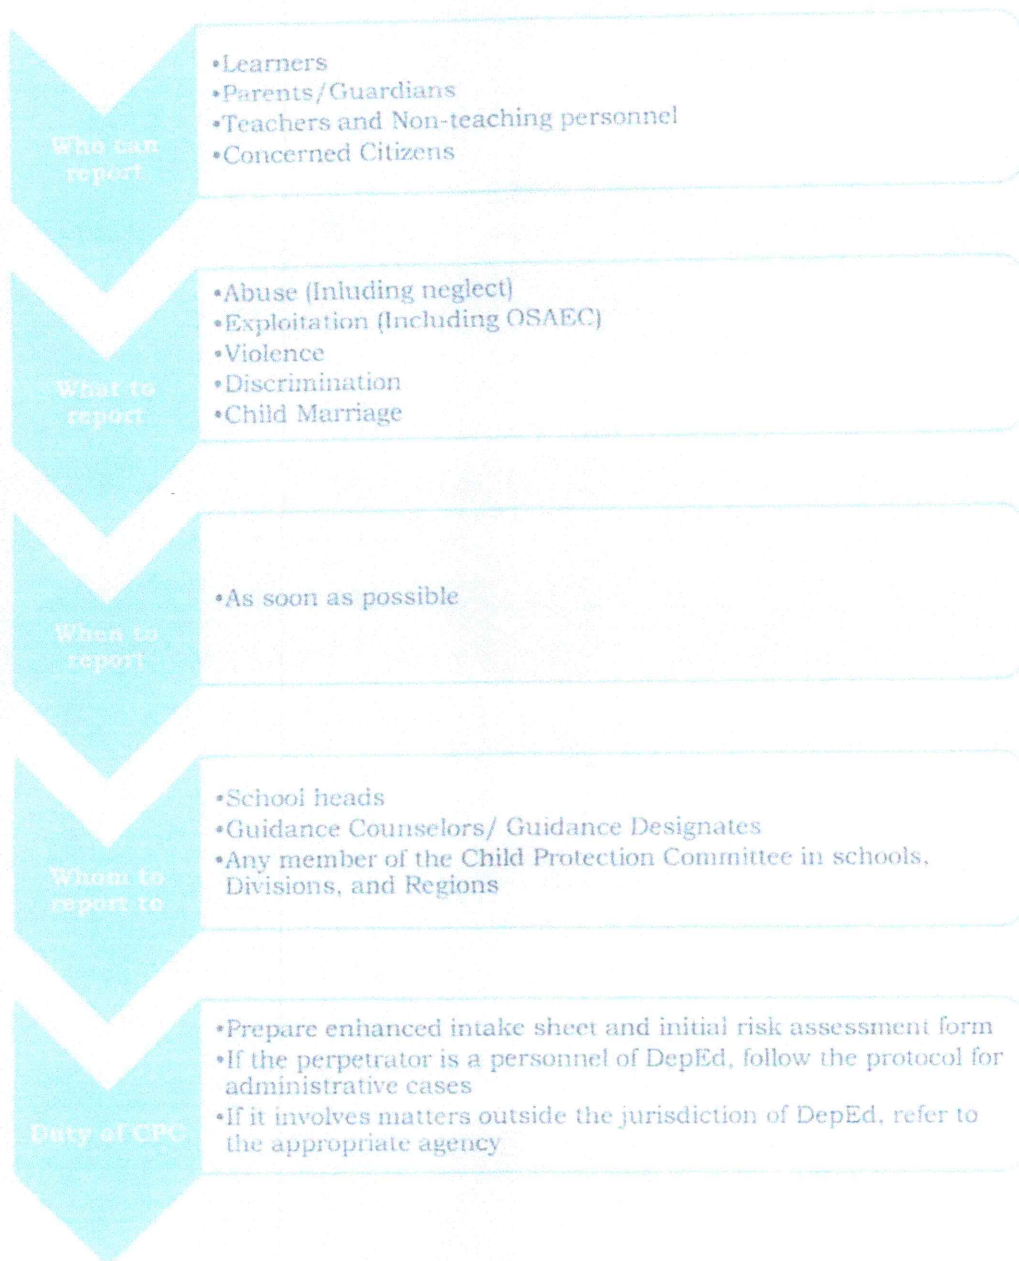 Who can
report
•Learners
•Parents/Guardians
•Teachers and Non-teaching personnel
•Concerned Citizens
What to
report
•Abuse (Inluding neglect)
•Exploitation (Including OSAEC)
•Violence
•Discrimination
•Child Marriage
When to
report
•As soon as possible
Whom to
report to
•School heads
•Guidance Counselors/ Guidance Designates
•Any member of the Child Protection Committee in schools,
Divisions, and Regions
Duty of CPC
•Prepare enhanced intake sheet and initial risk assessment form
•If the perpetrator is a personnel of DepEd, follow the protocol for
administrative cases
•If it involves matters outside the jurisdiction of DepEd, refer to
the appropriate agency